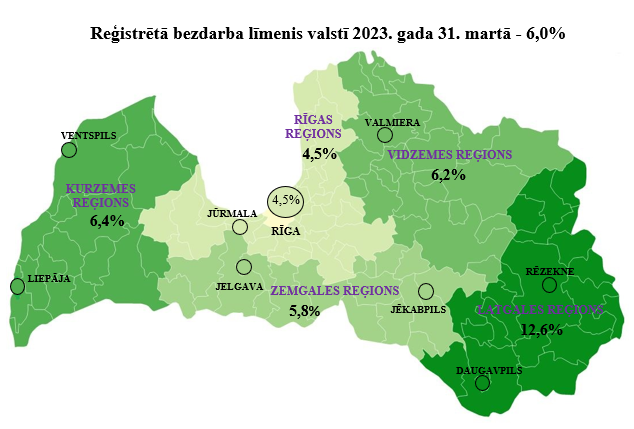 Reģistrētā bezdarba līmenis valstī 2023. gada 31. martā - 6,0%
RĪGAS
REĢIONS
4,5%
VALMIERA
VENTSPILS
VIDZEMES REĢIONS
6,2%
KURZEMES
REĢIONS
6,4%
4,5%
JŪRMALA
RĪGA
RĒZEKNE
LIEPĀJA
JELGAVA
ZEMGALES REĢIONS
5,8%
JĒKABPILS
LATGALES REĢIONS
12,6%
DAUGAVPILS